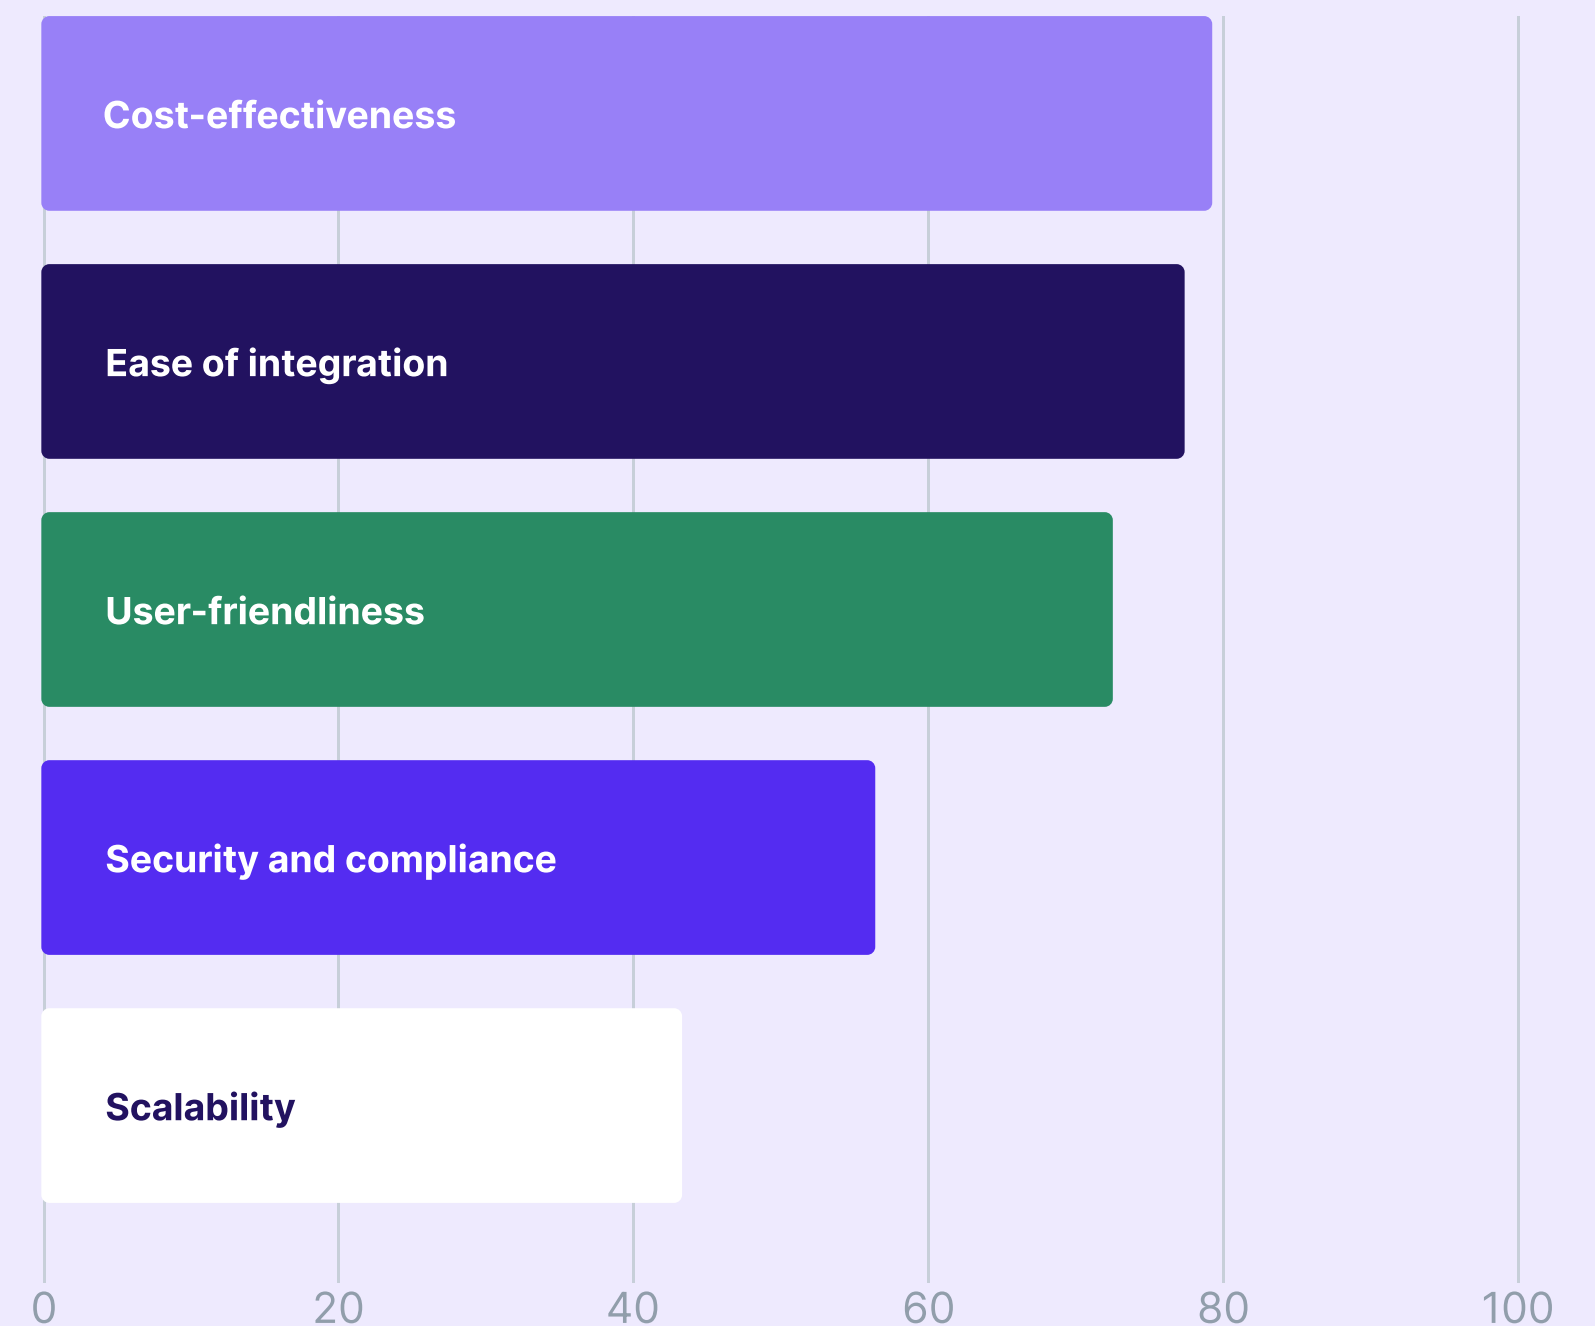 Cost-effectiveness
Ease of integration
User-friendliness
Security and compliance
Scalability
0 20 40 60 80 100